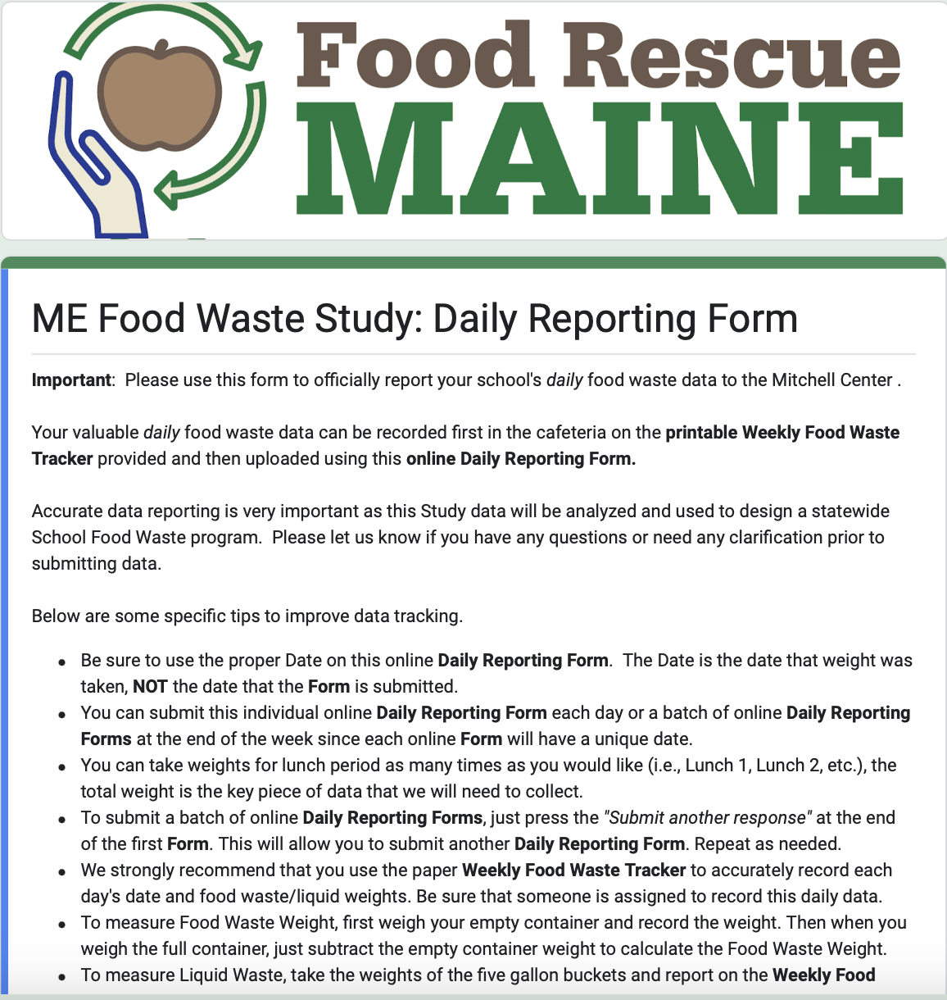 Food Rescue
MAINE
ME Food Waste Study: Daily Reporting Form
Important:  Please use this form to officially report your school's daily food waste data to the Mitchell Center .
Your valuable daily food waste data can be recorded first in the cafeteria on the printable Weekly Food Waste
Tracker provided and then uploaded using this online Daily Reporting Form.
Accurate data reporting is very important as this Study data will be analyzed and used to design a statewide
School Food Waste program.  Please let us know if you have any questions or need any clarification prior to
submitting data.
Below are some specific tips to improve data tracking.
• Be sure to use the proper Date on this online Daily Reporting Form.  The Date is the date that weight was
taken, NOT the date that the Form is submitted.
• You can submit this individual online Daily Reporting Form each day or a batch of online Daily Reporting
Forms at the end of the week since each online Form will have a unique date.
• You can take weights for lunch period as many times as you would like (i.e., Lunch 1, Lunch 2, etc.), the
total weight is the key piece of data that we will need to collect.
• To submit a batch of online Daily Reporting Forms, just press the "Submit another response" at the end
of the first Form. This will allow you to submit another Daily Reporting Form. Repeat as needed.
• We strongly recommend that you use the paper Weekly Food Waste Tracker to accurately record each
day's date and food waste/liquid weights. Be sure that someone is assigned to record this daily data.
• To measure Food Waste Weight, first weigh your empty container and record the weight. Then when you
weigh the full container, just subtract the empty container weight to calculate the Food Waste Weight.
• To measure Liquid Waste, take the weights of the five gallon buckets and report on the Weekly Food